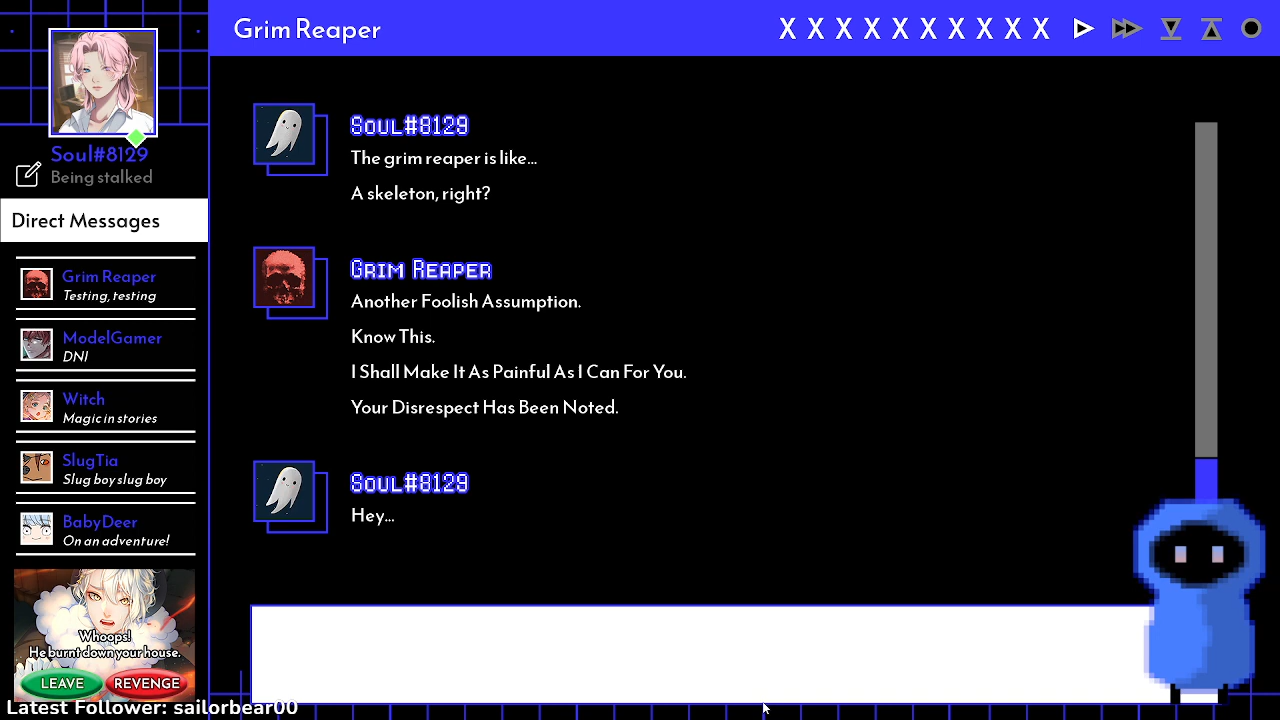 Grim Reaper
X X X X X X X X X X
Soul#8129
Being stalked
Direct Messages
Grim Reaper
Testing, testing
ModelGamer
DNI
Witch
Magic in stories
SlugTia
Slug boy slug boy
BabyDeer
On an adventure!
Whoops!
He burnt down your house.
LEAVE
REVENGE
Latest Follower: sailorbear00
Soul#8129
The grim reaper is like...
A skeleton, right?
Grim Reaper
Another Foolish Assumption.
Know This.
I Shall Make It As Painful As I Can For You.
Your Disrespect Has Been Noted.
Soul#8129
Hey...